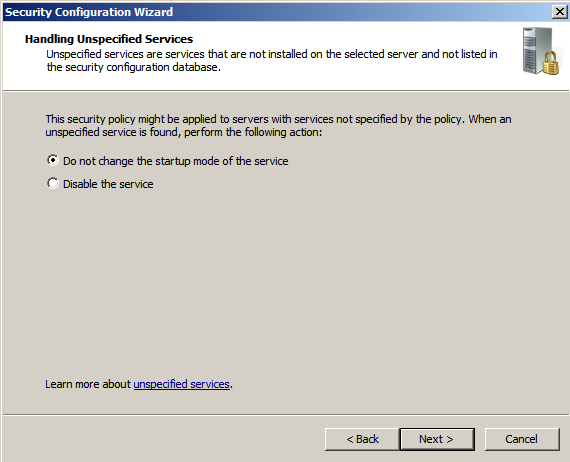 Security Configuration Wizard
Handling Unspecified Services
Unspecified services are services that are not installed on the selected server and not listed in
the security configuration database.
This security policy might be applied to servers with services not specified by the policy. When an
unspecified service is found, perform the following action:
Do not change the startup mode of the service
Disable the service
Learn more about unspecified services.
< Back Next > Cancel